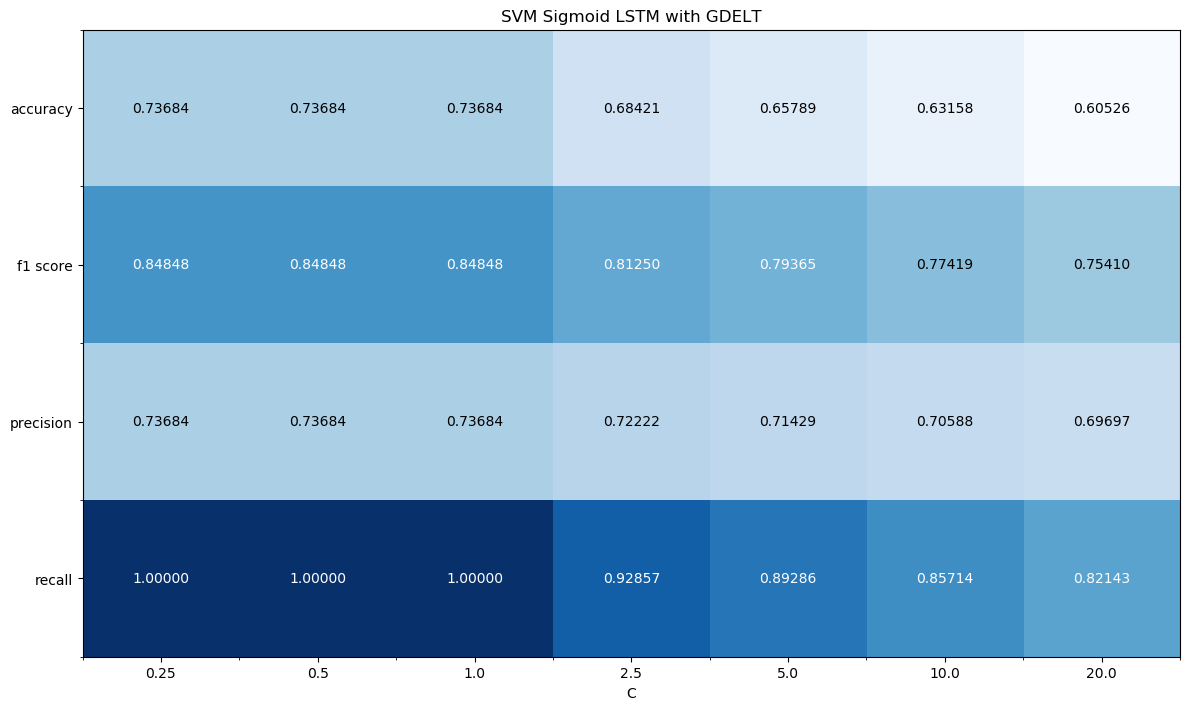 SVM Sigmoid LSTM with GDELT
accuracy 0.73684 0.73684 0.73684 0.68421 0.65789 0.63158 0.60526
f1 score 0.84848 0.84848 0.84848 0.81250 0.79365 0.77419 0.75410
precision 0.73684 0.73684 0.73684 0.72222 0.71429 0.70588 0.69697
recall 1.00000 1.00000 1.00000 0.92857 0.89286 0.85714 0.82143
0.25 0.5 1.0 2.5 5.0 10.0 20.0
C